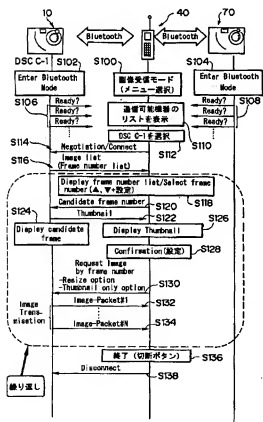 10
40
70
Bluetooth
Bluetooth
DSC C-1
S102
S100
S104
Enter Bluetooth
Mode
画像受信モード
(メニュー選択)
Enter Bluetooth
Mode
S106
S108
Ready?
Ready?
Ready?
通信可能機器の
リストを表示
Ready?
Ready?
Ready?
S110
DSC C-1を選択
S114
Negotiation/Connect
S112
S116
Image list
(Frame number list)
Display frame number list/Select frame
number (▲,▼+設定)
S118
Candidate frame number
S120
S124
Thumbnail
S122
S126
Display candidate
frame
Display Thumbnail
S128
Confirmation(設定)
Request Image
by frame number
-Resize option
-Thumbnail only option
S130
Image-Packet#1
S132
Image
Transmission
Image-Packet#N
S134
終了 (切断ボタン)
S136
Disconnect
S138
繰り返し